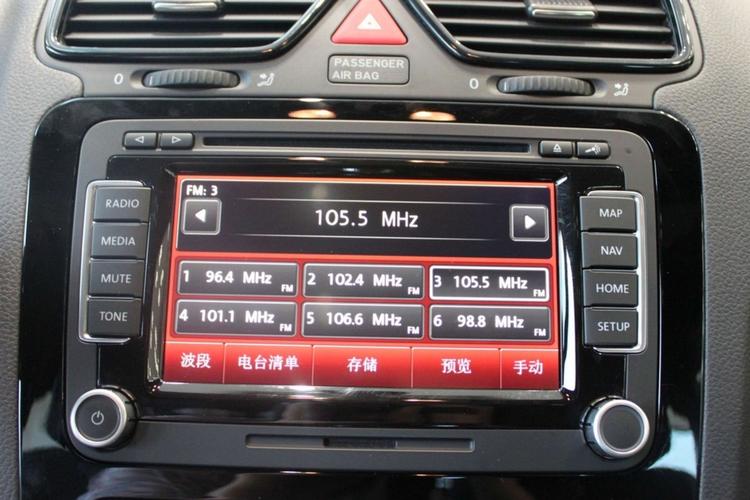 PASSENGER
AIR BAG
0
0
RADIO
MEDIA
MUTE
TONE
FM: 3
105.5 MHz
1 96.4 MHz FM
2 102.4 MHz FM
3 105.5 MHz FM
4 101.1 MHz FM
5 106.6 MHz FM
6 98.8 MHz FM
波段
电台清单
存储
预览
手动
MAP
NAV
HOME
SETUP